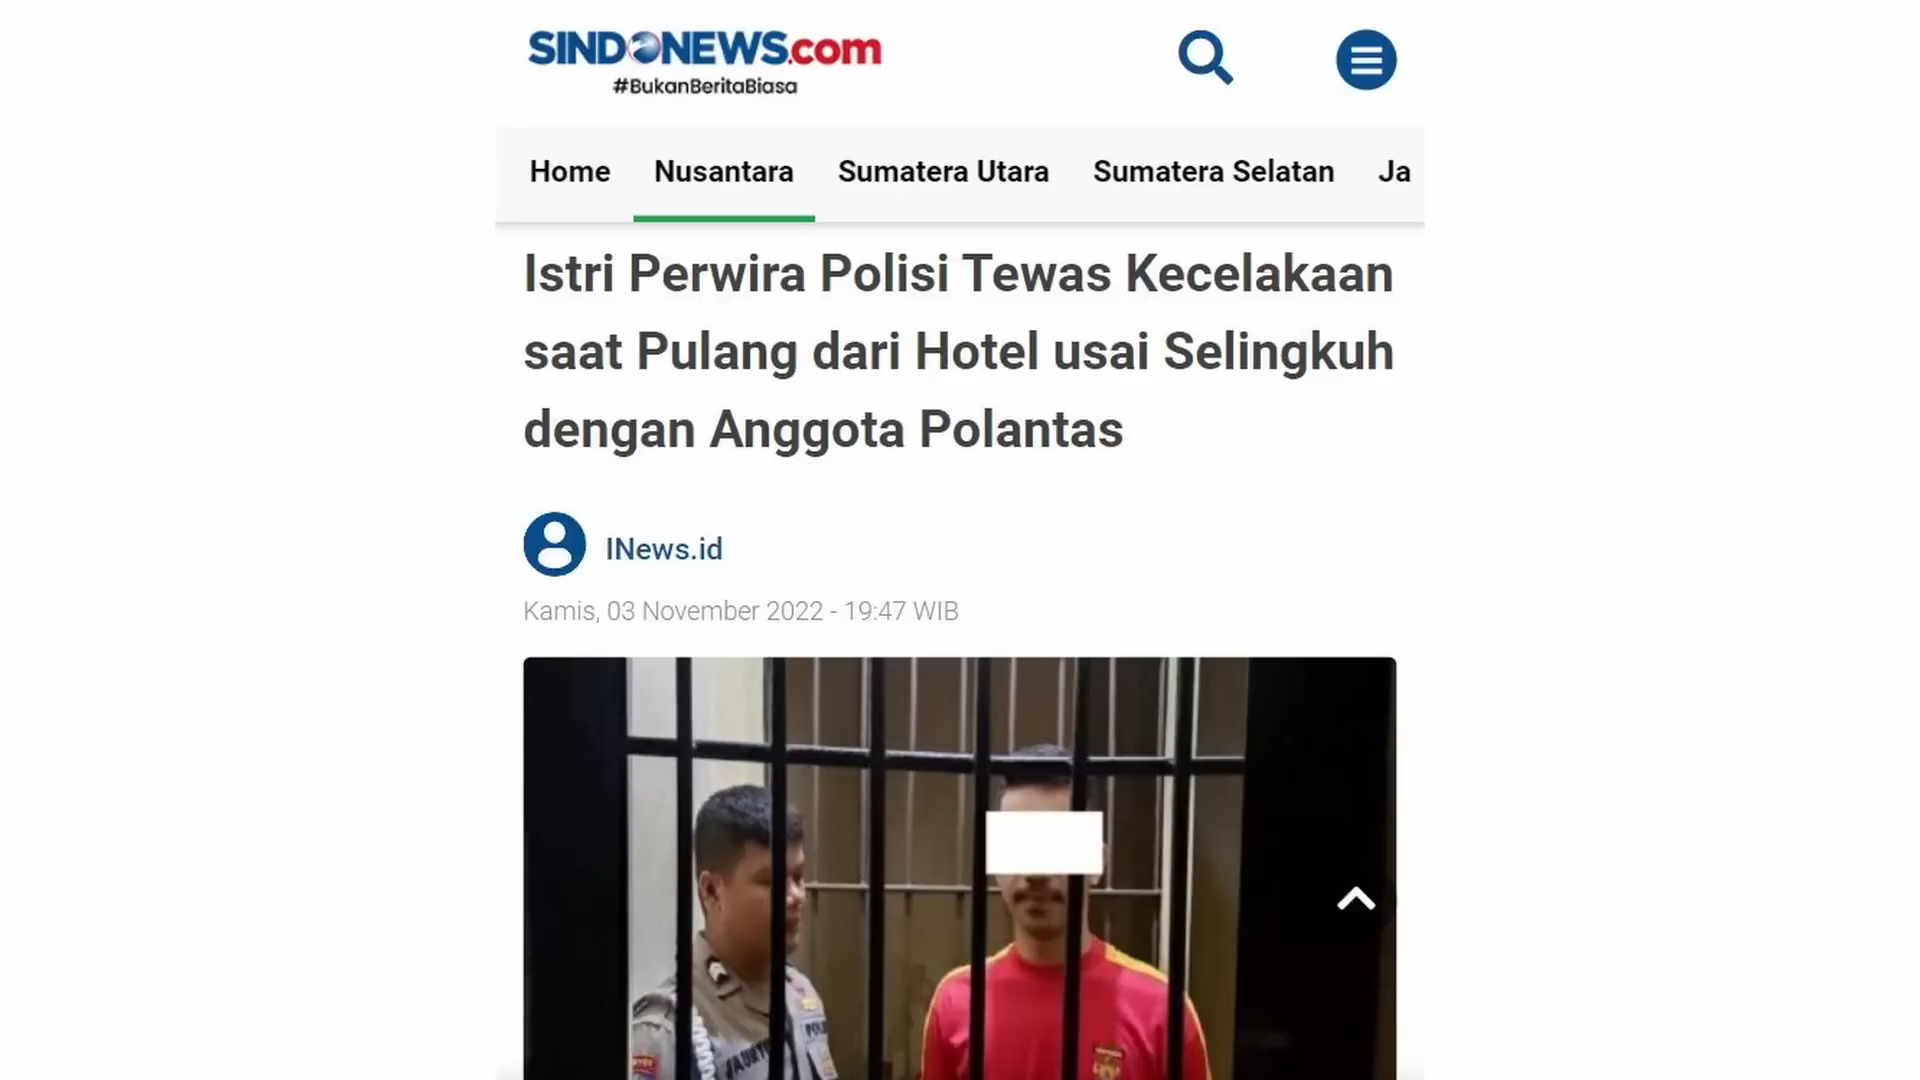 SINDONEWS.com
#BukanBeritaBiasa
Home Nusantara Sumatera Utara Sumatera Selatan Ja
Istri Perwira Polisi Tewas Kecelakaan
saat Pulang dari Hotel usai Selingkuh
dengan Anggota Polantas
INews.id
Kamis, 03 November 2022 - 19:47 WIB